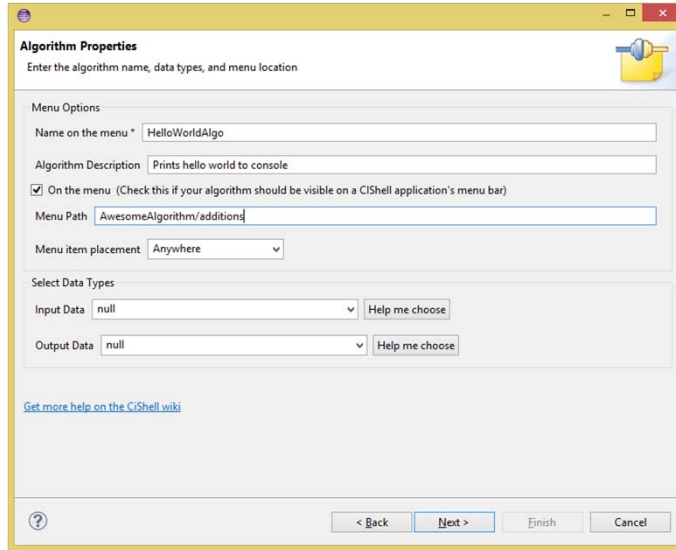 Algorithm Properties
Enter the algorithm name, data types, and menu location
Menu Options
Name on the menu * HelloWorldAlgo
Algorithm Description Prints hello world to console
On the menu (Check this if your algorithm should be visible on a CIShell application's menu bar)
Menu Path AwesomeAlgorithm/additions
Menu item placement Anywhere
Select Data Types
Input Data null Help me choose
Output Data null Help me choose
Get more help on the CiShell wiki
< Back Next > Finish Cancel